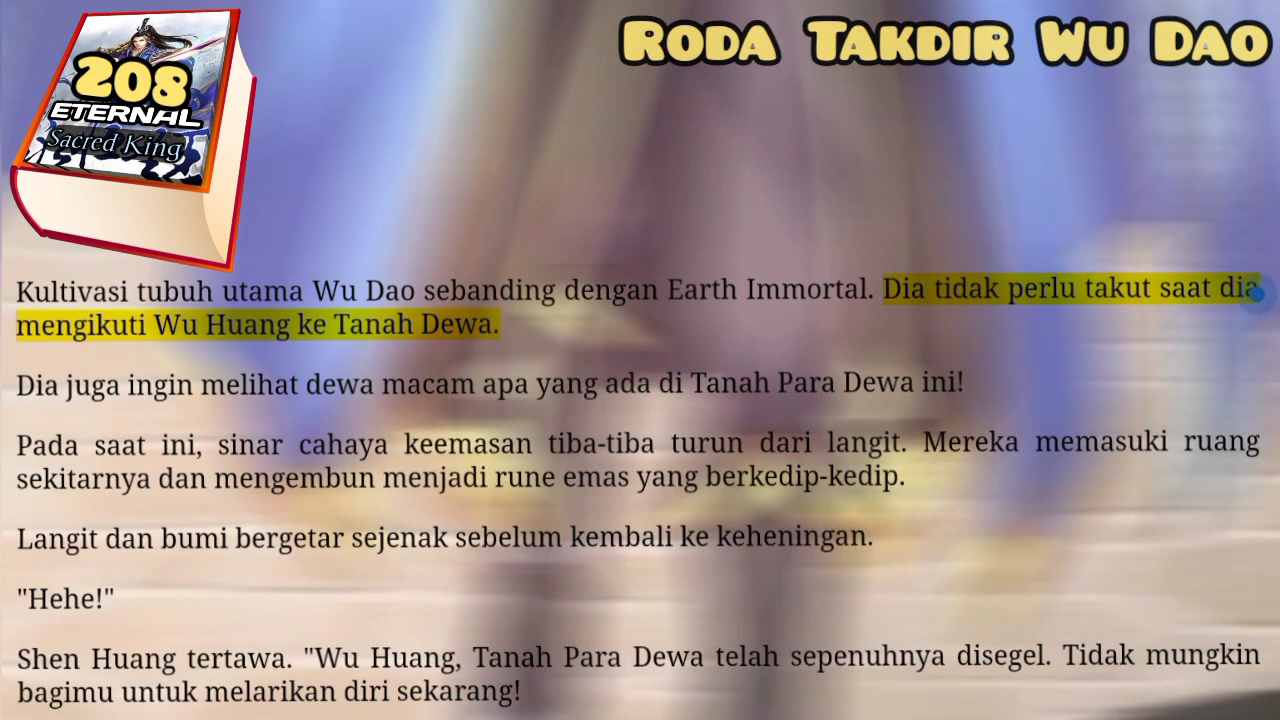 Roda Takdir Wu Dao
208
ETERNAL
Sacred King
Kultivasi tubuh utama Wu Dao sebanding dengan Earth Immortal. Dia tidak perlu takut saat dia
mengikuti Wu Huang ke Tanah Dewa.
Dia juga ingin melihat dewa macam apa yang ada di Tanah Para Dewa ini!
Pada saat ini, sinar cahaya keemasan tiba-tiba turun dari langit. Mereka memasuki ruang
sekitarnya dan mengembun menjadi rune emas yang berkedip-kedip.
Langit dan bumi bergetar sejenak sebelum kembali ke keheningan.
"Hehe!"
Shen Huang tertawa. "Wu Huang, Tanah Para Dewa telah sepenuhnya disegel. Tidak mungkin
bagimu untuk melarikan diri sekarang!